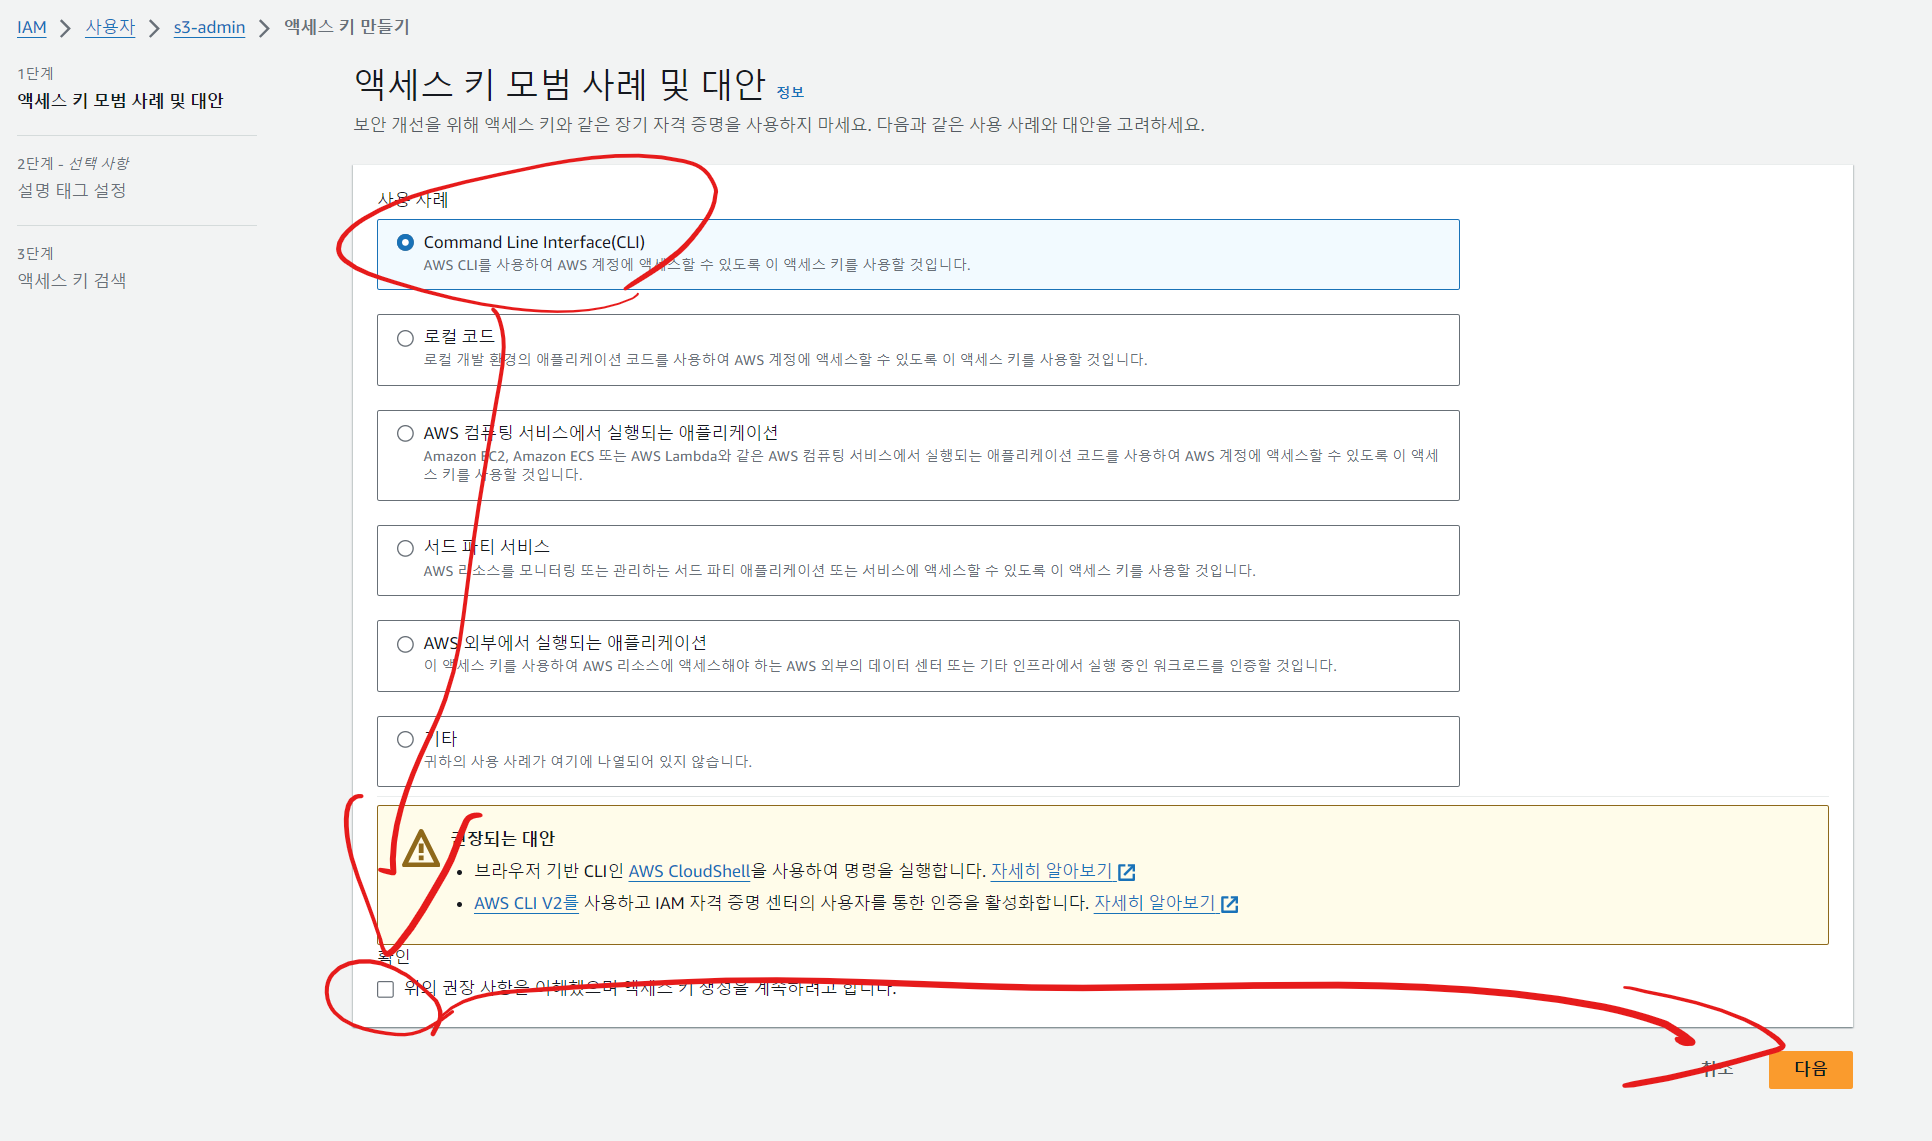 IAM > 사용자 > s3-admin > 액세스 키 만들기
1단계
액세스 키 모범 사례 및 대안
2단계 - 선택 사항
설명 태그 설정
3단계
액세스 키 검색
액세스 키 모범 사례 및 대안 정보
보안 개선을 위해 액세스 키와 같은 장기 자격 증명을 사용하지 마세요. 다음과 같은 사용 사례와 대안을 고려하세요.
사용 사례
Command Line Interface(CLI)
AWS CLI를 사용하여 AWS 계정에 액세스할 수 있도록 이 액세스 키를 사용할 것입니다.
로컬 코드
로컬 개발 환경의 애플리케이션 코드를 사용하여 AWS 계정에 액세스할 수 있도록 이 액세스 키를 사용할 것입니다.
AWS 컴퓨팅 서비스에서 실행되는 애플리케이션
Amazon EC2, Amazon ECS 또는 AWS Lambda와 같은 AWS 컴퓨팅 서비스에서 실행되는 애플리케이션 코드를 사용하여 AWS 계정에 액세스할 수 있도록 이 액세
스 키를 사용할 것입니다.
서드 파티 서비스
AWS 리소스를 모니터링 또는 관리하는 서드 파티 애플리케이션 또는 서비스에 액세스할 수 있도록 이 액세스 키를 사용할 것입니다.
AWS 외부에서 실행되는 애플리케이션
이 액세스 키를 사용하여 AWS 리소스에 액세스해야 하는 AWS 외부의 데이터 센터 또는 기타 인프라에서 실행 중인 워크로드를 인증할 것입니다.
기타
귀하의 사용 사례가 여기에 나열되어 있지 않습니다.
권장되는 대안
• 브라우저 기반 CLI인 AWS CloudShell을 사용하여 명령을 실행합니다. 자세히 알아보기
• AWS CLI V2를 사용하고 IAM 자격 증명 센터의 사용자를 통한 인증을 활성화합니다. 자세히 알아보기
확인
위의 권장 사항을 이해했으며 액세스 키 생성을 계속하려고 합니다.
취소 다음